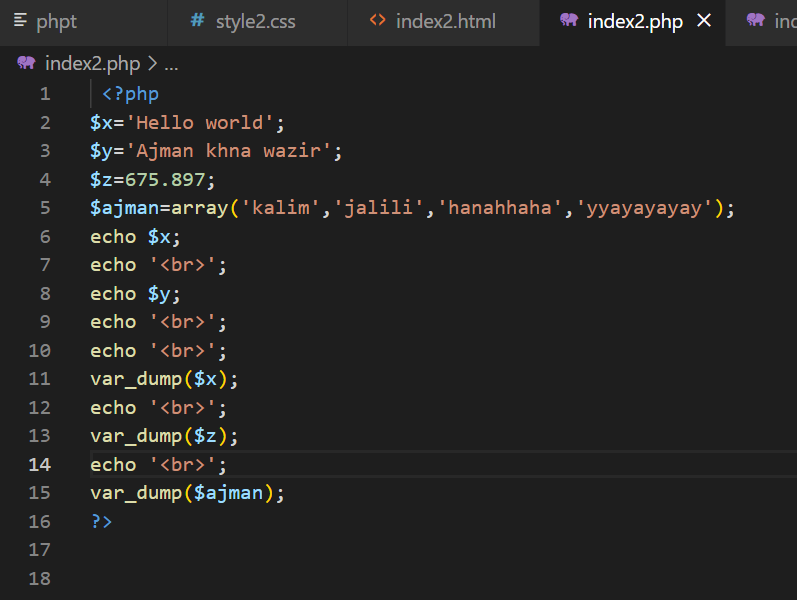 phpt style2.css index2.html index2.php
index2.php > ...
1 <?php
2 $x='Hello world';
3 $y='Ajman khna wazir';
4 $z=675.897;
5 $ajman=array('kalim','jalili','hanahhaha','yyayayayay');
6 echo $x;
7 echo '<br>';
8 echo $y;
9 echo '<br>';
10 echo '<br>';
11 var_dump($x);
12 echo '<br>';
13 var_dump($z);
14 echo '<br>';
15 var_dump($ajman);
16 ?>
17
18